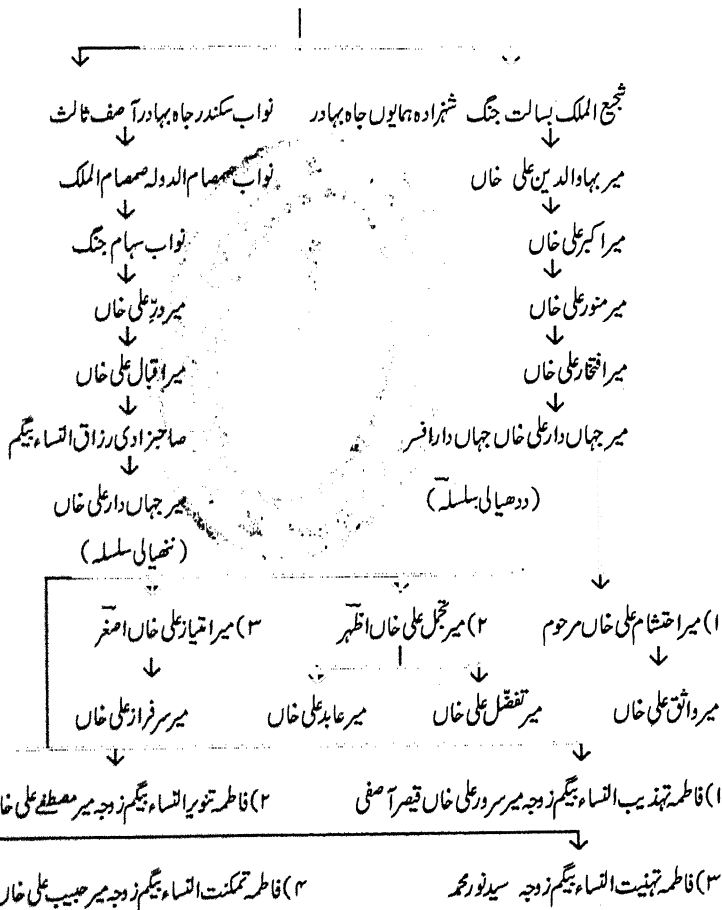 شجیع الملک بسالت جنگ شہزادہ ہمایوں جاہ بہادر
نواب سکندر جاہ بہادر آصف ثالث
میر بہاؤالدین علی خاں
نواب صمصام الدولہ صمصام الملک
میر اکبر علی خاں
نواب سہام جنگ
میر منور علی خاں
میر ورِّ علی خاں
میر افتخار علی خاں
میر اقبال علی خاں
میر جہاں دار علی خاں جہاں دار افسر
صاحبزادی رزاق النساء بیگم
(ددھیالی سلسلہ)
میر جہاں دار علی خاں
(ننھیالی سلسلہ)
۱) میر احتشام علی خاں مرحوم
۲) میر تجمل علی خاں اظہر
۳) میر امتیاز علی خاں اصغر
میر واثق علی خاں
میر تفضّل علی خاں
میر عابد علی خاں
میر سرفراز علی خاں
۱) فاطمہ تہذیب النساء بیگم زوجہ میر سرور علی خاں قیصر آصفی
۲) فاطمہ تنویر النساء بیگم زوجہ میر مصطفےٰ علی خا
۳) فاطمہ تہنیت النساء بیگم زوجہ سید نور محمد
۴) فاطمہ تمکنت النساء بیگم زوجہ میر حبیب علی خاں